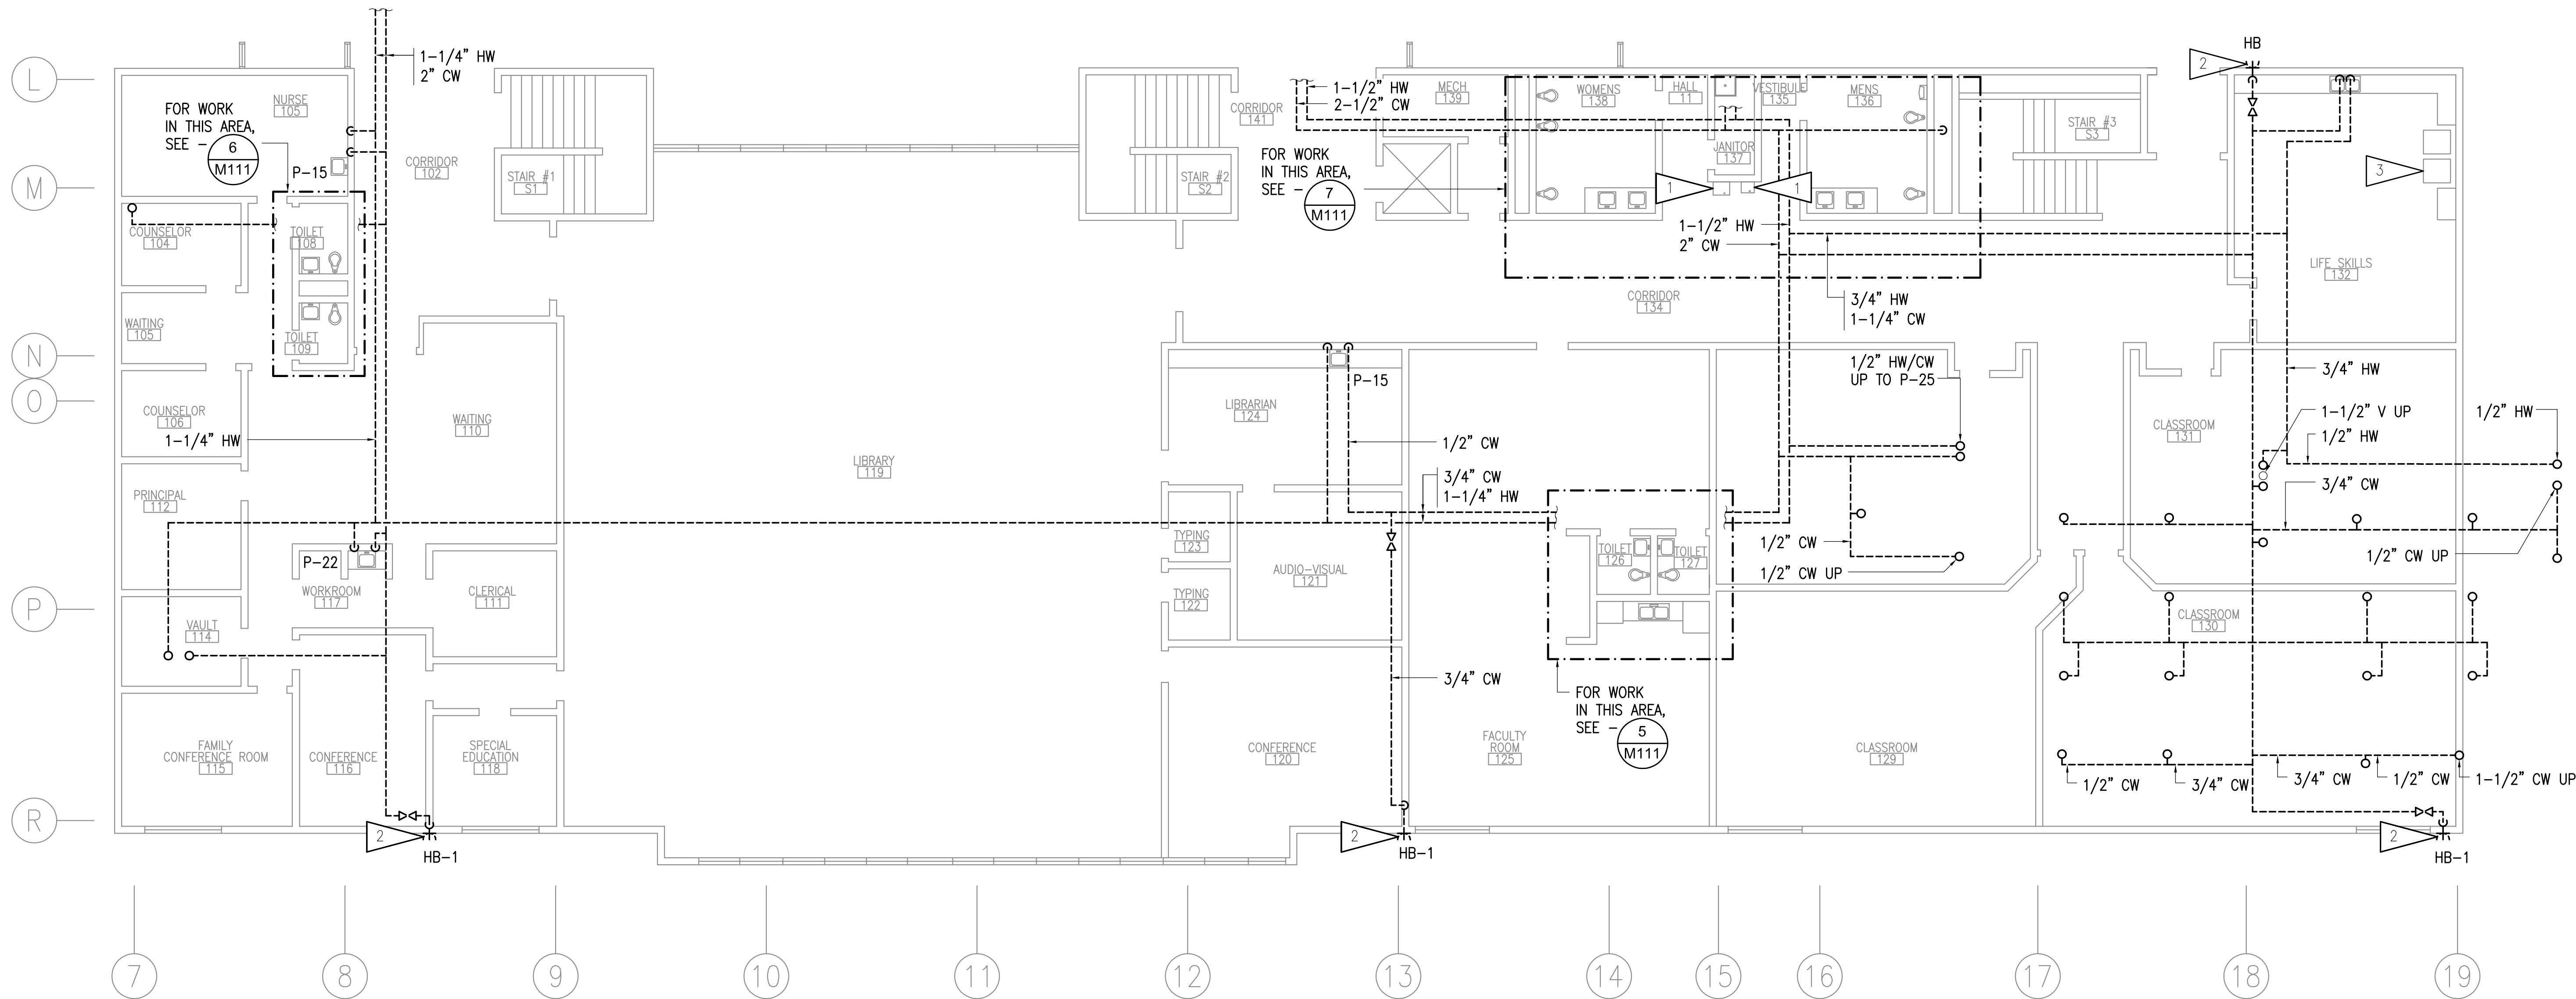 L
M
N
O
P
R
1-1/4" HW
2" CW
FOR WORK
IN THIS AREA,
SEE -
6
M111
NURSE
105
P-15
CORRIDOR
102
STAIR #1
S1
STAIR #2
S2
CORRIDOR
141
1-1/2" HW
2-1/2" CW
MECH
139
WOMENS
138
HALL
11
VESTIBULE
135
MENS
136
JANITOR
137
1
1
STAIR #3
S3
HB
2
3
FOR WORK
IN THIS AREA,
SEE -
7
M111
COUNSELOR
104
TOILET
108
WAITING
105
TOILET
109
COUNSELOR
106
1-1/4" HW
PRINCIPAL
112
P-22
WORKROOM
117
VAULT
114
WAITING
110
CLERICAL
111
FAMILY
CONFERENCE ROOM
115
CONFERENCE
116
SPECIAL
EDUCATION
118
2
HB-1
LIBRARY
119
LIBRARIAN
124
P-15
1/2" CW
3/4" CW
1-1/4" HW
TYPING
123
TYPING
122
AUDIO-VISUAL
121
3/4" CW
CONFERENCE
120
2
HB-1
1-1/2" HW
2" CW
CORRIDOR
134
3/4" HW
1-1/4" CW
1/2" HW/CW
UP TO P-25
TOILET
126
TOILET
127
1/2" CW
1/2" CW UP
FOR WORK
IN THIS AREA,
SEE -
5
M111
FACULTY
ROOM
125
CLASSROOM
129
LIFE SKILLS
132
3/4" HW
CLASSROOM
131
1-1/2" V UP
1/2" HW
1/2" HW
3/4" CW
1/2" CW UP
CLASSROOM
130
1/2" CW
3/4" CW
3/4" CW
1/2" CW
1-1/2" CW UP
2
HB-1
7
8
9
10
11
12
13
14
15
16
17
18
19